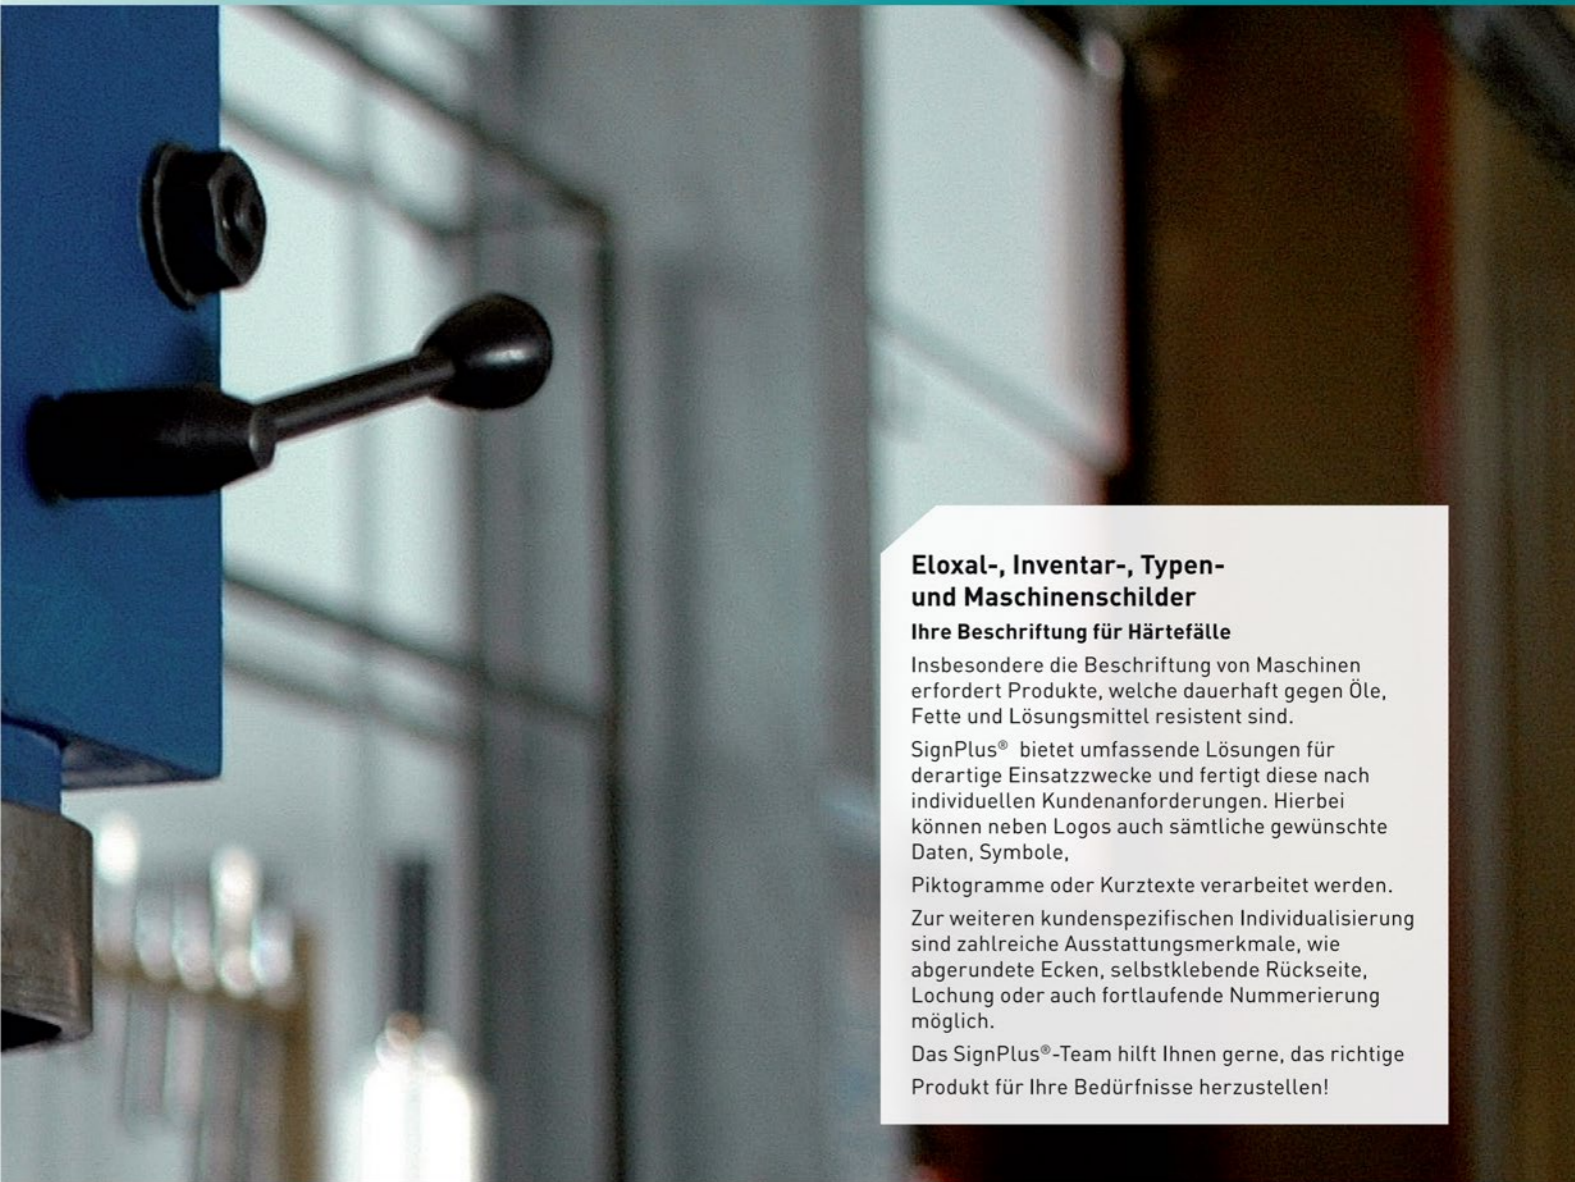 Eloxal-, Inventar-, Typen-
und Maschinenschilder
Ihre Beschriftung für Härtefälle
Insbesondere die Beschriftung von Maschinen
erfordert Produkte, welche dauerhaft gegen Öle,
Fette und Lösungsmittel resistent sind.
SignPlus® bietet umfassende Lösungen für
derartige Einsatzzwecke und fertigt diese nach
individuellen Kundenanforderungen. Hierbei
können neben Logos auch sämtliche gewünschte
Daten, Symbole,
Piktogramme oder Kurztexte verarbeitet werden.
Zur weiteren kundenspezifischen Individualisierung
sind zahlreiche Ausstattungsmerkmale, wie
abgerundete Ecken, selbstklebende Rückseite,
Lochung oder auch fortlaufende Nummerierung
möglich.
Das SignPlus®-Team hilft Ihnen gerne, das richtige
Produkt für Ihre Bedürfnisse herzustellen!